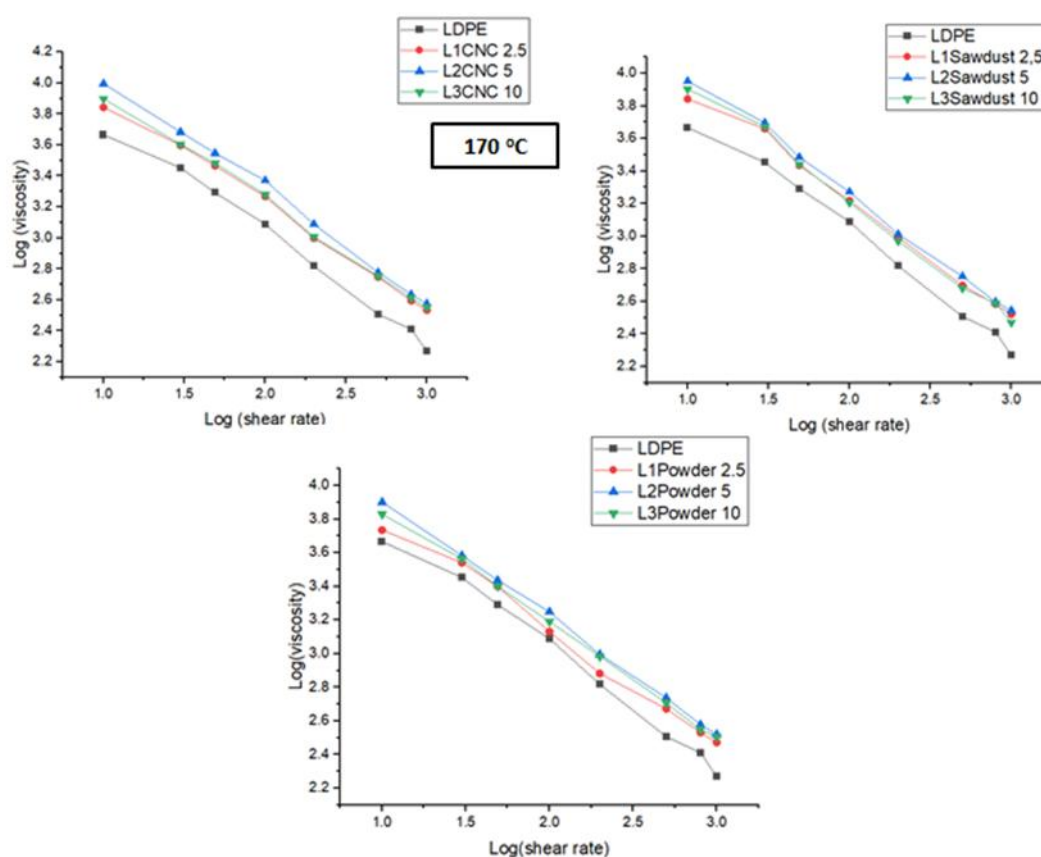 LDPE
L1CNC 2.5
L2CNC 5
L3CNC 10
170 °C
4.2
4.0
3.8
3.6
3.4
3.2
3.0
2.8
2.6
2.4
2.2
Log (viscosity)
1.0
1.5
2.0
2.5
3.0
Log (shear rate)
LDPE
L1Sawdust 2,5
L2Sawdust 5
L3Sawdust 10
4.0
3.8
3.6
3.4
3.2
3.0
2.8
2.6
2.4
2.2
Log (viscosity)
1.0
1.5
2.0
2.5
3.0
Log (shear rate)
LDPE
L1Powder 2.5
L2Powder 5
L3Powder 10
4.0
3.8
3.6
3.4
3.2
3.0
2.8
2.6
2.4
2.2
Log(viscosity)
1.0
1.5
2.0
2.5
3.0
Log(shear rate)